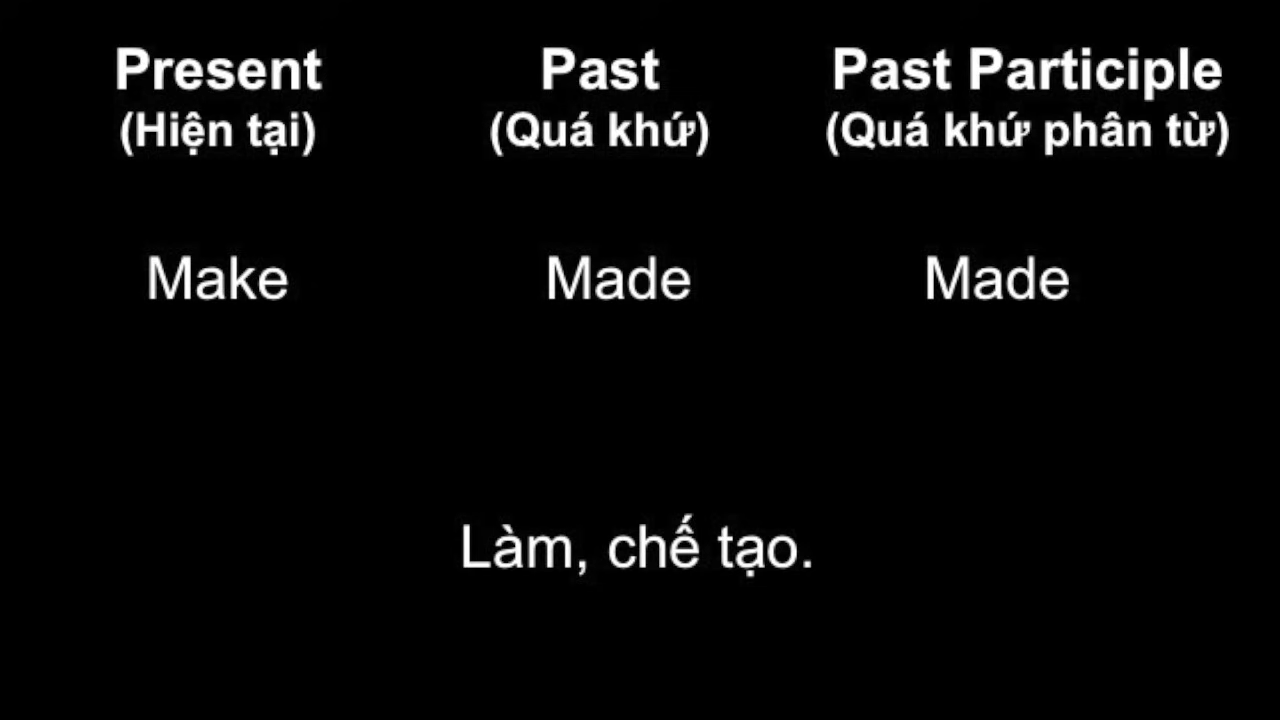 Present Past Past Participle
(Hiện tại) (Quá khứ) (Quá khứ phân từ)
Make Made Made
Làm, chế tạo.